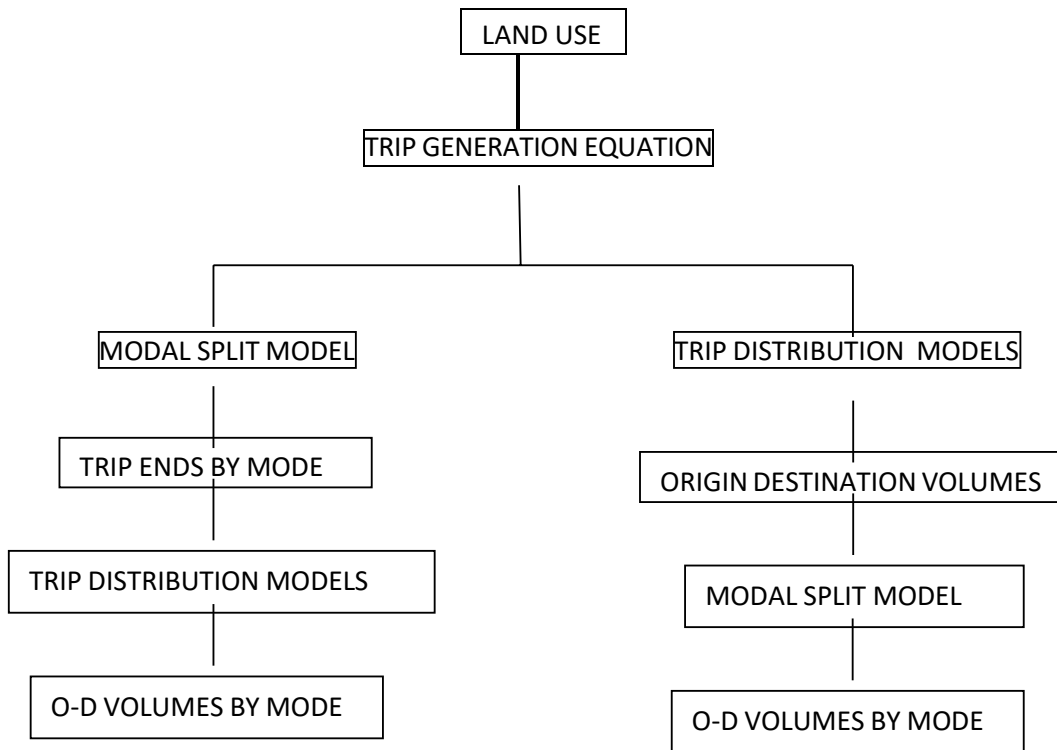 LAND USE
TRIP GENERATION EQUATION
MODAL SPLIT MODEL
TRIP DISTRIBUTION MODELS
TRIP ENDS BY MODE
ORIGIN DESTINATION VOLUMES
TRIP DISTRIBUTION MODELS
MODAL SPLIT MODEL
O-D VOLUMES BY MODE
O-D VOLUMES BY MODE